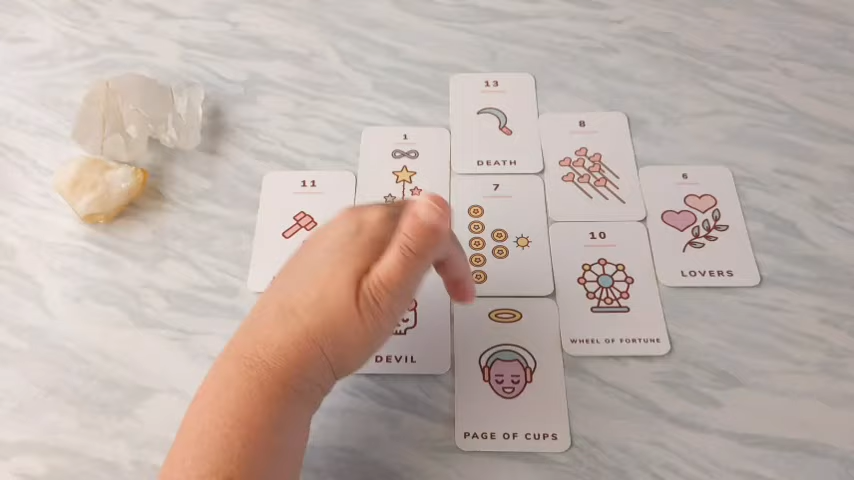 13
DEATH
1
8
11
7
6
LOVERS
10
WHEEL OF FORTUNE
DEVIL
PAGE OF CUPS